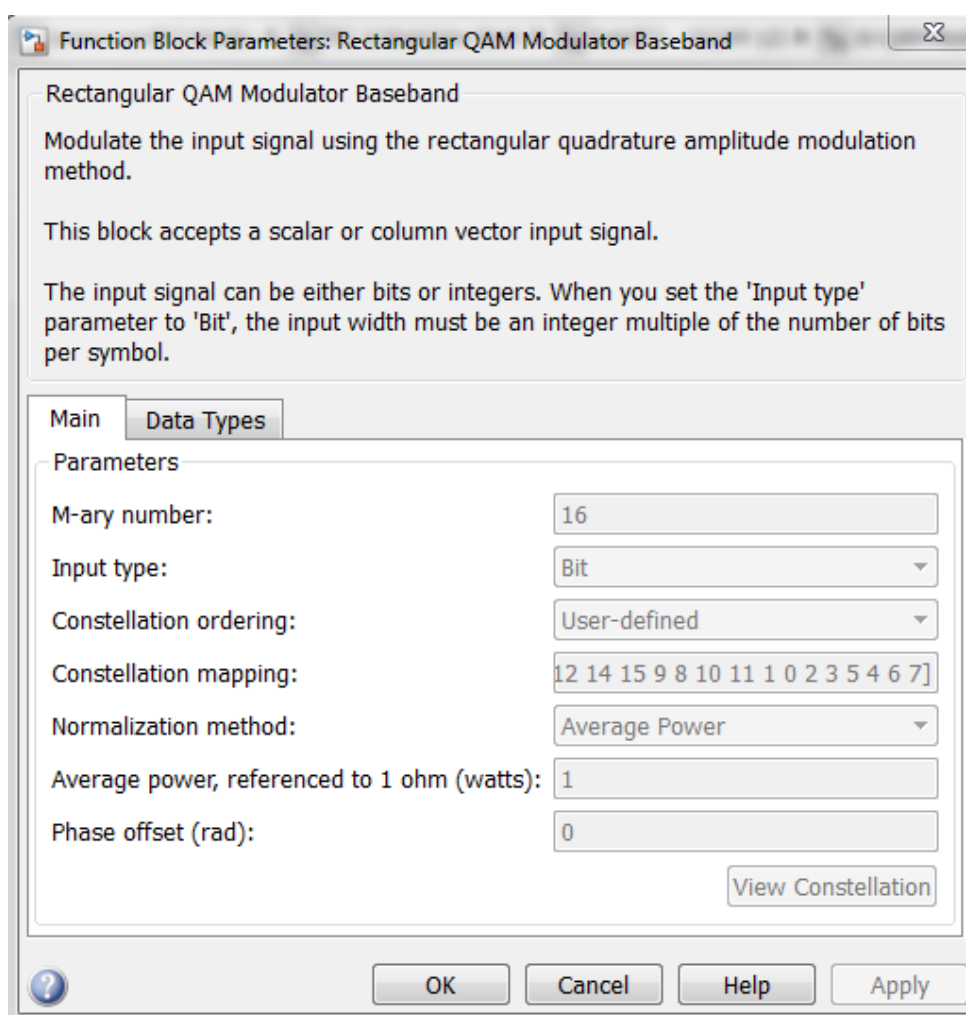 Function Block Parameters: Rectangular QAM Modulator Baseband
Rectangular QAM Modulator Baseband
Modulate the input signal using the rectangular quadrature amplitude modulation
method.
This block accepts a scalar or column vector input signal.
The input signal can be either bits or integers. When you set the 'Input type'
parameter to 'Bit', the input width must be an integer multiple of the number of bits
per symbol.
Main Data Types
Parameters
M-ary number: 16
Input type: Bit
Constellation ordering: User-defined
Constellation mapping: 12 14 15 9 8 10 11 1 0 2 3 5 4 6 7]
Normalization method: Average Power
Average power, referenced to 1 ohm (watts): 1
Phase offset (rad): 0
View Constellation
? OK Cancel Help Apply